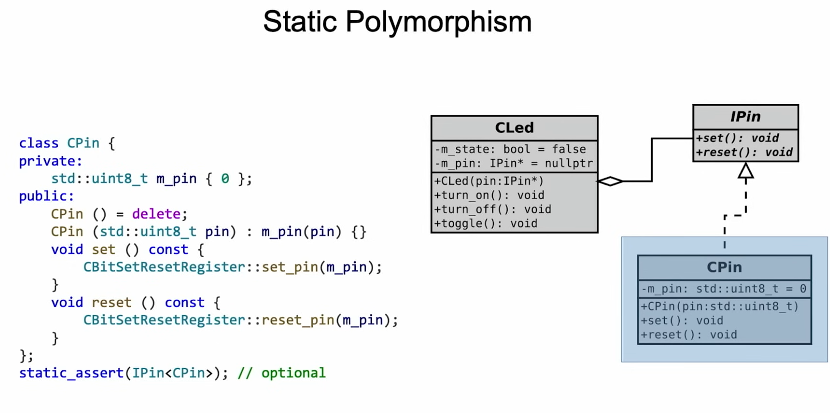 Static Polymorphism
class CPin {
private:
    std::uint8_t m_pin { 0 };
public:
    CPin () = delete;
    CPin (std::uint8_t pin) : m_pin(pin) {}
    void set () const {
        CBitSetResetRegister::set_pin(m_pin);
    }
    void reset () const {
        CBitSetResetRegister::reset_pin(m_pin);
    }
};
static_assert(IPin<CPin>); // optional
CLed
-m_state: bool = false
-m_pin: IPin* = nullptr
+CLed(pin:IPin*)
+turn_on(): void
+turn_off(): void
+toggle(): void
IPin
+set(): void
+reset(): void
CPin
-m_pin: std::uint8_t = 0
+CPin(pin:std::uint8_t)
+set(): void
+reset(): void